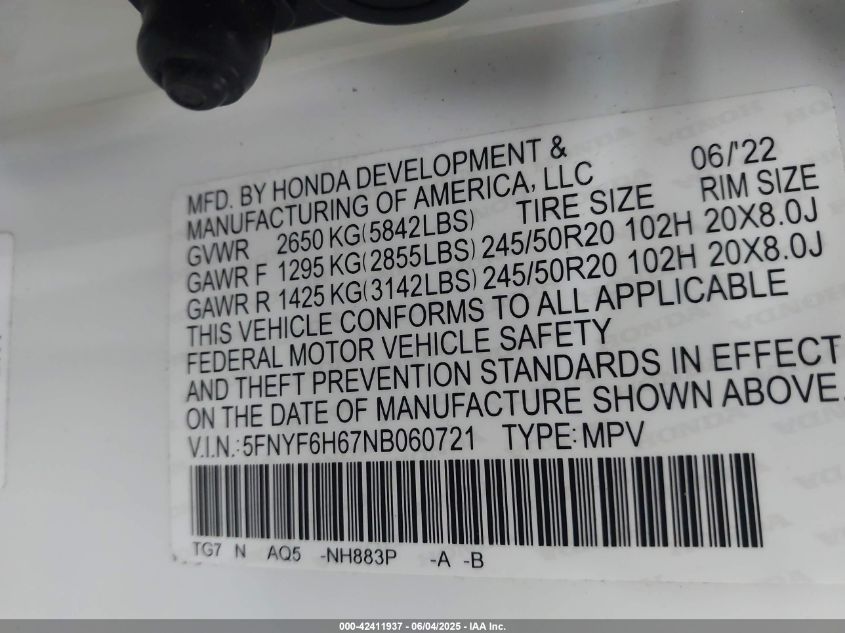 MFD. BY HONDA DEVELOPMENT & 06/'22
MANUFACTURING OF AMERICA, LLC
GVWR 2650 KG(5842LBS) TIRE SIZE RIM SIZE
GAWR F 1295 KG(2855LBS) 245/50R20 102H 20X8.0J
GAWR R 1425 KG(3142LBS) 245/50R20 102H 20X8.0J
THIS VEHICLE CONFORMS TO ALL APPLICABLE
FEDERAL MOTOR VEHICLE SAFETY
AND THEFT PREVENTION STANDARDS IN EFFECT
ON THE DATE OF MANUFACTURE SHOWN ABOVE.
V.I.N.: 5FNYF6H67NB060721 TYPE: MPV
TG7 N AQ5 -NH883P -A -B
000-42411937 - 06/04/2025 - IAA Inc.